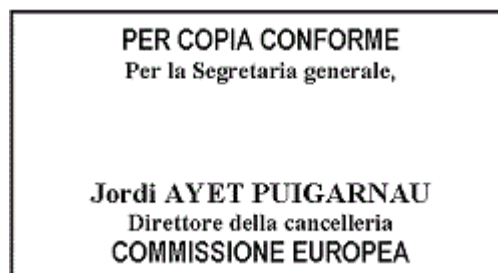 PER COPIA CONFORME
Per la Segretaria generale,
Jordi AYET PUIGARNAU
Direttore della cancelleria
COMMISSIONE EUROPEA